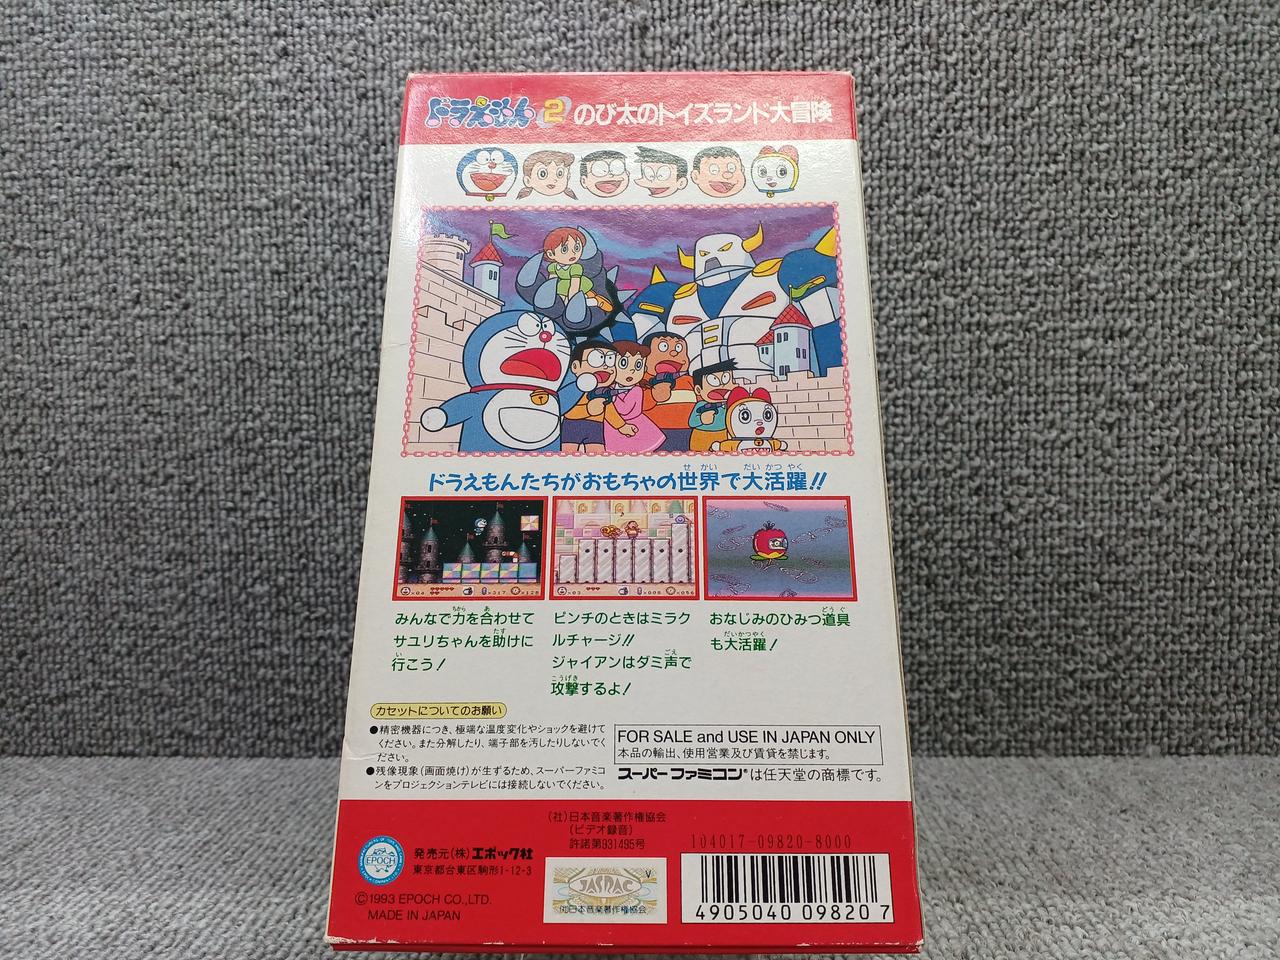 ドラえもん2 のび太のトイズランド大冒険
ドラえもんたちがおもちゃの世界で大活躍!!
みんなで力を合わせて
サユリちゃんを助けに
行こう!
ピンチのときはミラク
ルチャージ!!
ジャイアンはダミ声で
攻撃するよ!
おなじみのひみつ道具
も大活躍!
カセットについてのお願い
●精密機器につき、極端な温度変化やショックを避けて
ください。また分解したり、端子部を汚したりしないでく
ださい。
●残像現象(画面焼け)が生ずるため、スーパーファミコ
ンをプロジェクションテレビには接続しないでください。
FOR SALE and USE IN JAPAN ONLY
本品の輸出、使用営業及び賃貸を禁じます。
スーパーファミコン®は任天堂の商標です。
(社)日本音楽著作権協会
(ビデオ録音)
許諾第931495号
104017-09820-8000
EPOCH
発売元(株)エポック社
東京都台東区駒形1-12-3
©1993 EPOCH CO.,LTD.
MADE IN JAPAN
V
JASRAC
(社)日本音楽著作権協会
4905040 098207